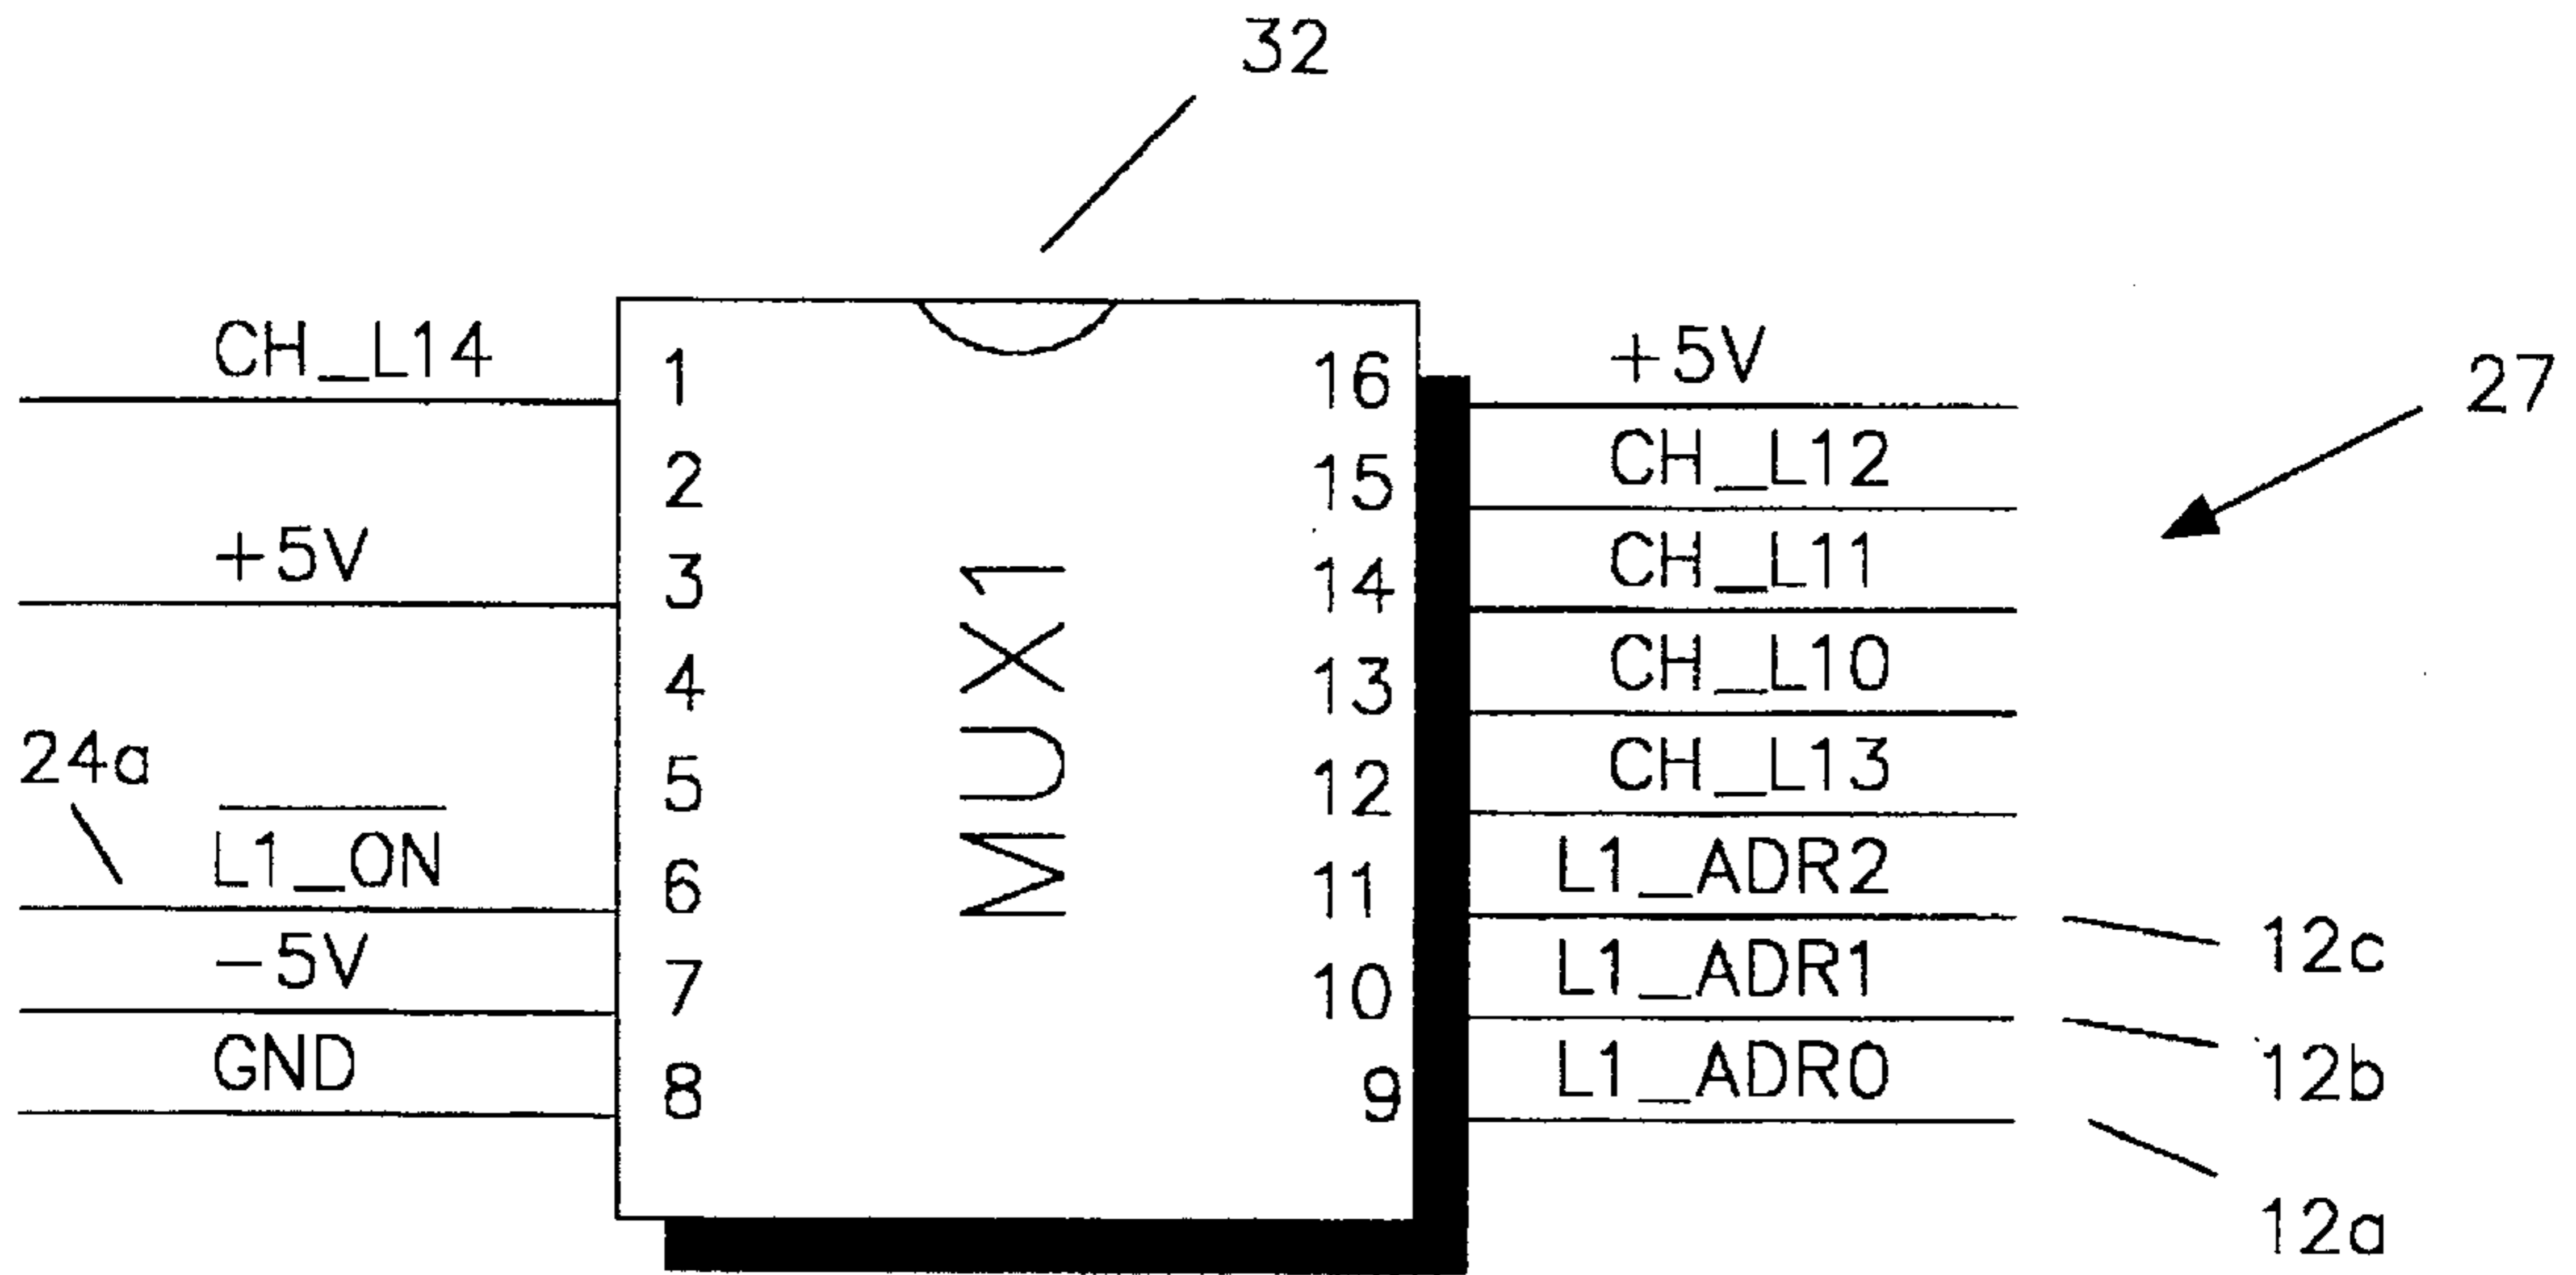 32
CH_L14
+5V
24a
L1_ON
-5V
GND
1
2
3
4
5
6
7
8
MUX1
16
15
14
13
12
11
10
9
+5V
CH_L12
CH_L11
CH_L10
CH_L13
L1_ADR2
L1_ADR1
L1_ADR0
27
12c
12b
12a